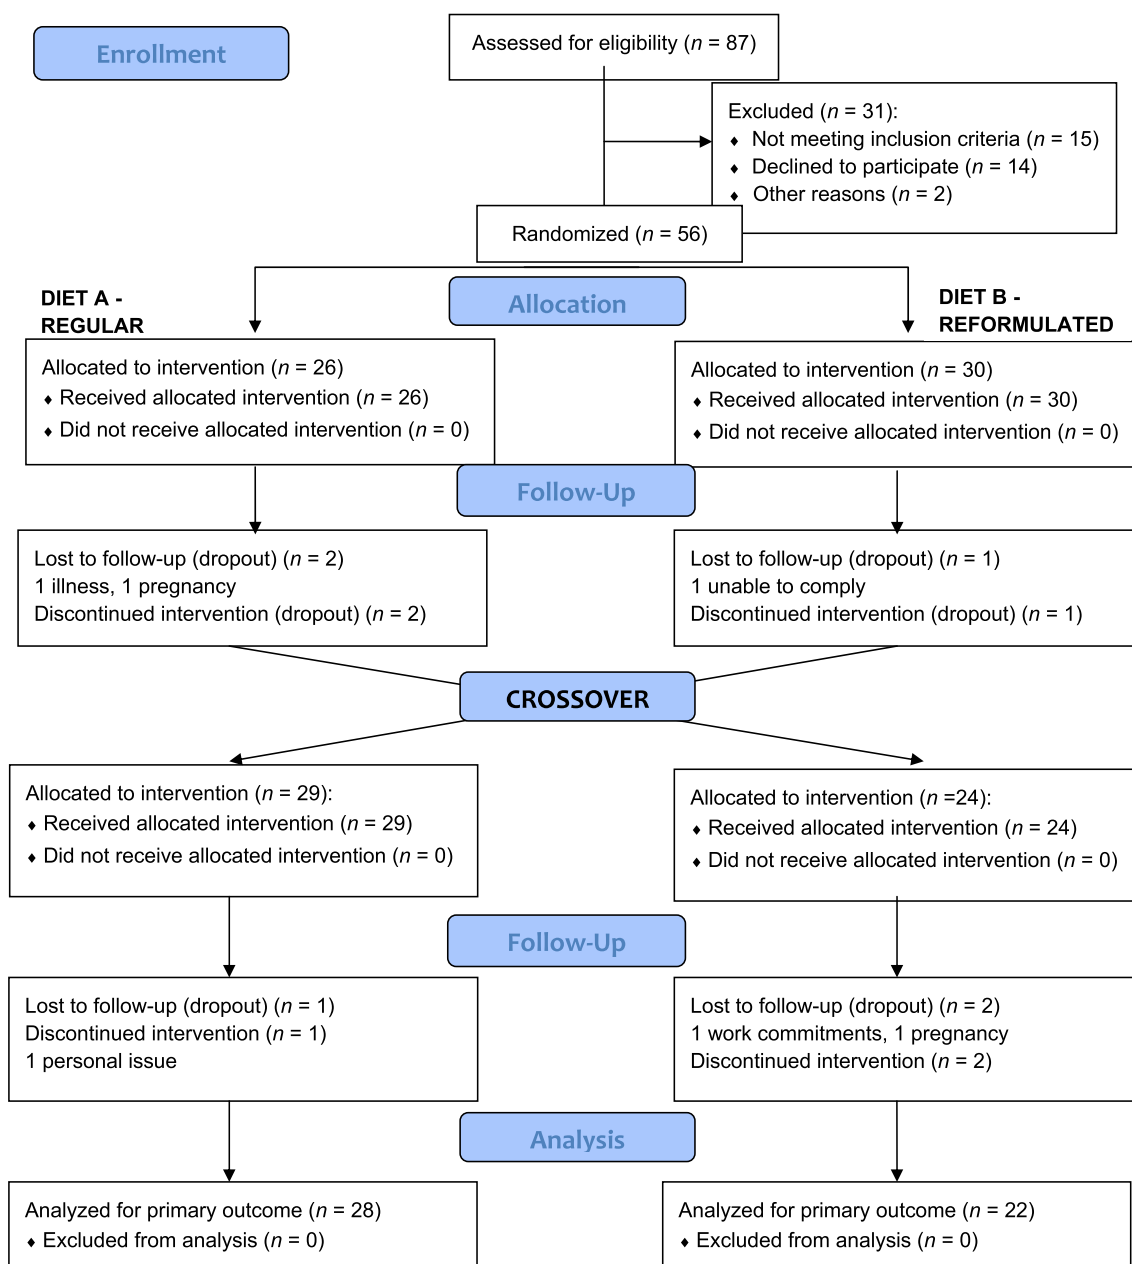 Enrollment
Assessed for eligibility (n = 87)
Excluded (n = 31):
♦ Not meeting inclusion criteria (n = 15)
♦ Declined to participate (n = 14)
♦ Other reasons (n = 2)
Randomized (n = 56)
Allocation
DIET A -
REGULAR
Allocated to intervention (n = 26)
♦ Received allocated intervention (n = 26)
♦ Did not receive allocated intervention (n = 0)
DIET B -
REFORMULATED
Allocated to intervention (n = 30)
♦ Received allocated intervention (n = 30)
♦ Did not receive allocated intervention (n = 0)
Follow-Up
Lost to follow-up (dropout) (n = 2)
1 illness, 1 pregnancy
Discontinued intervention (dropout) (n = 2)
Lost to follow-up (dropout) (n = 1)
1 unable to comply
Discontinued intervention (dropout) (n = 1)
CROSSOVER
Allocated to intervention (n = 29):
♦ Received allocated intervention (n = 29)
♦ Did not receive allocated intervention (n = 0)
Allocated to intervention (n =24):
♦ Received allocated intervention (n = 24)
♦ Did not receive allocated intervention (n = 0)
Follow-Up
Lost to follow-up (dropout) (n = 1)
Discontinued intervention (n = 1)
1 personal issue
Lost to follow-up (dropout) (n = 2)
1 work commitments, 1 pregnancy
Discontinued intervention (n = 2)
Analysis
Analyzed for primary outcome (n = 28)
♦ Excluded from analysis (n = 0)
Analyzed for primary outcome (n = 22)
♦ Excluded from analysis (n = 0)